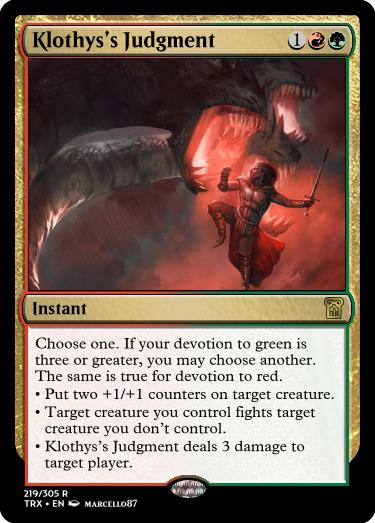 Klothys's Judgment 1
Instant
Choose one. If your devotion to green is
three or greater, you may choose another.
The same is true for devotion to red.
• Put two +1/+1 counters on target creature.
• Target creature you control fights target
creature you don't control.
• Klothys's Judgment deals 3 damage to
target player.
219/305 R
TRX • EN MARCELLO87